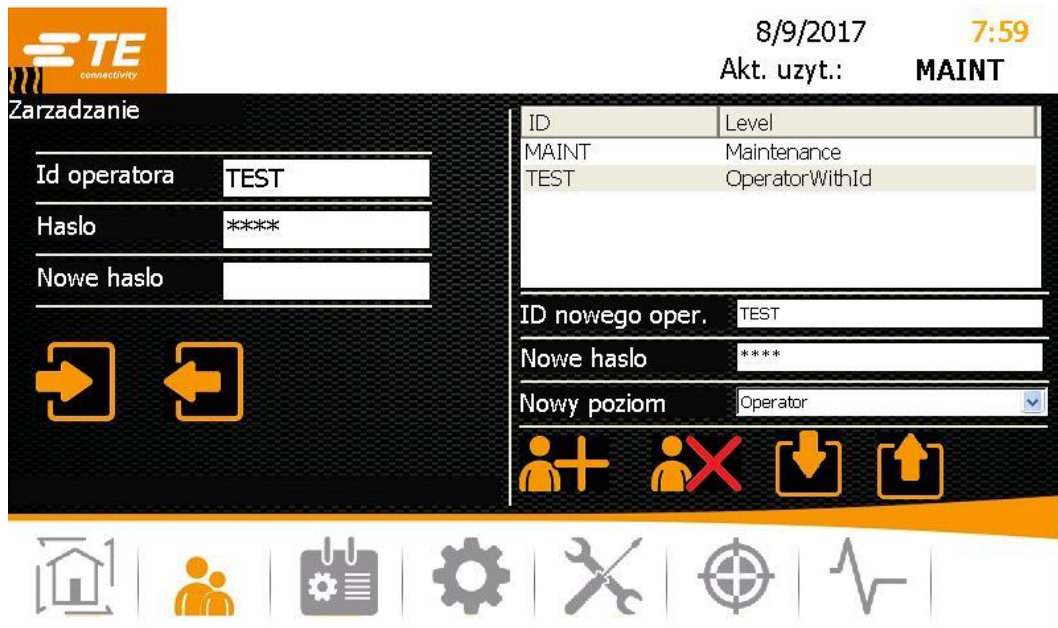 TE
connectivity
8/9/2017 7:59
Akt. uzyt.: MAINT
Zarzadzanie
Id operatora TEST
Haslo ****
Nowe haslo
ID Level
MAINT Maintenance
TEST OperatorWithId
ID nowego oper. TEST
Nowe haslo ****
Nowy poziom Operator